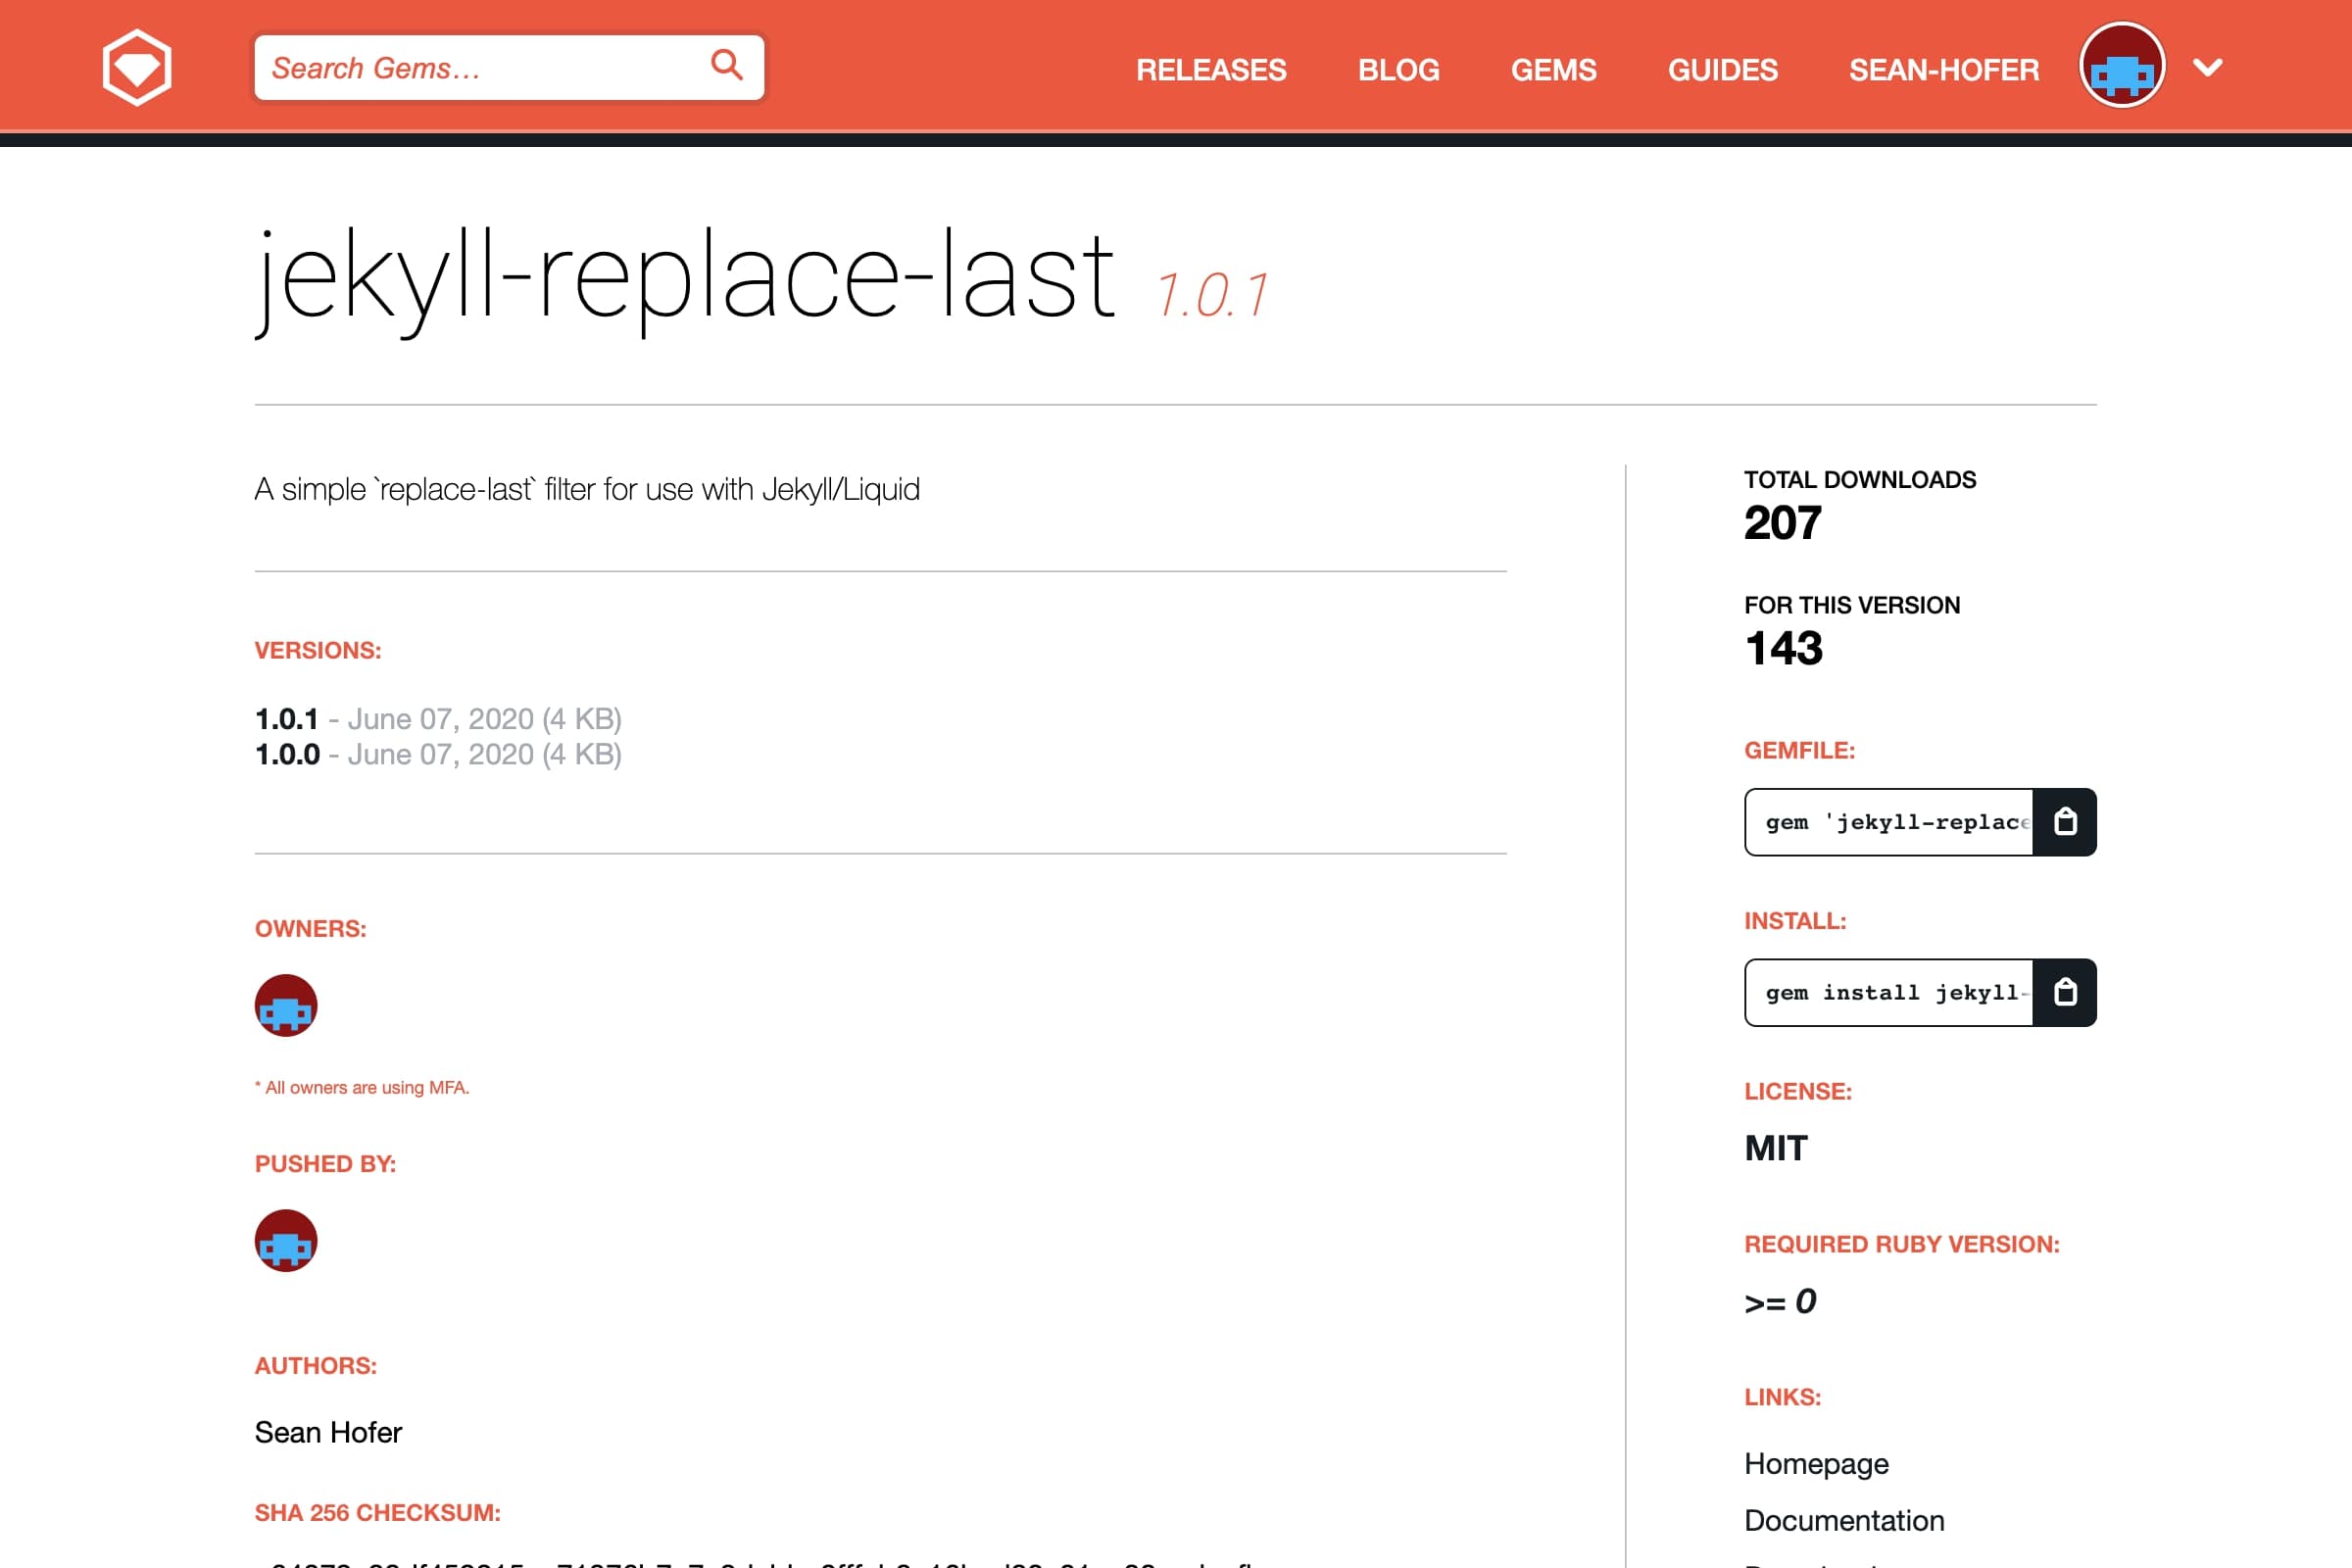 Search Gems…
RELEASES BLOG GEMS GUIDES SEAN-HOFER
jekyll-replace-last 1.0.1
A simple `replace-last` filter for use with Jekyll/Liquid
VERSIONS:
1.0.1 - June 07, 2020 (4 KB)
1.0.0 - June 07, 2020 (4 KB)
OWNERS:
* All owners are using MFA.
PUSHED BY:
AUTHORS:
Sean Hofer
SHA 256 CHECKSUM:
TOTAL DOWNLOADS
207
FOR THIS VERSION
143
GEMFILE:
gem 'jekyll-replace
INSTALL:
gem install jekyll-
LICENSE:
MIT
REQUIRED RUBY VERSION:
>= 0
LINKS:
Homepage
Documentation